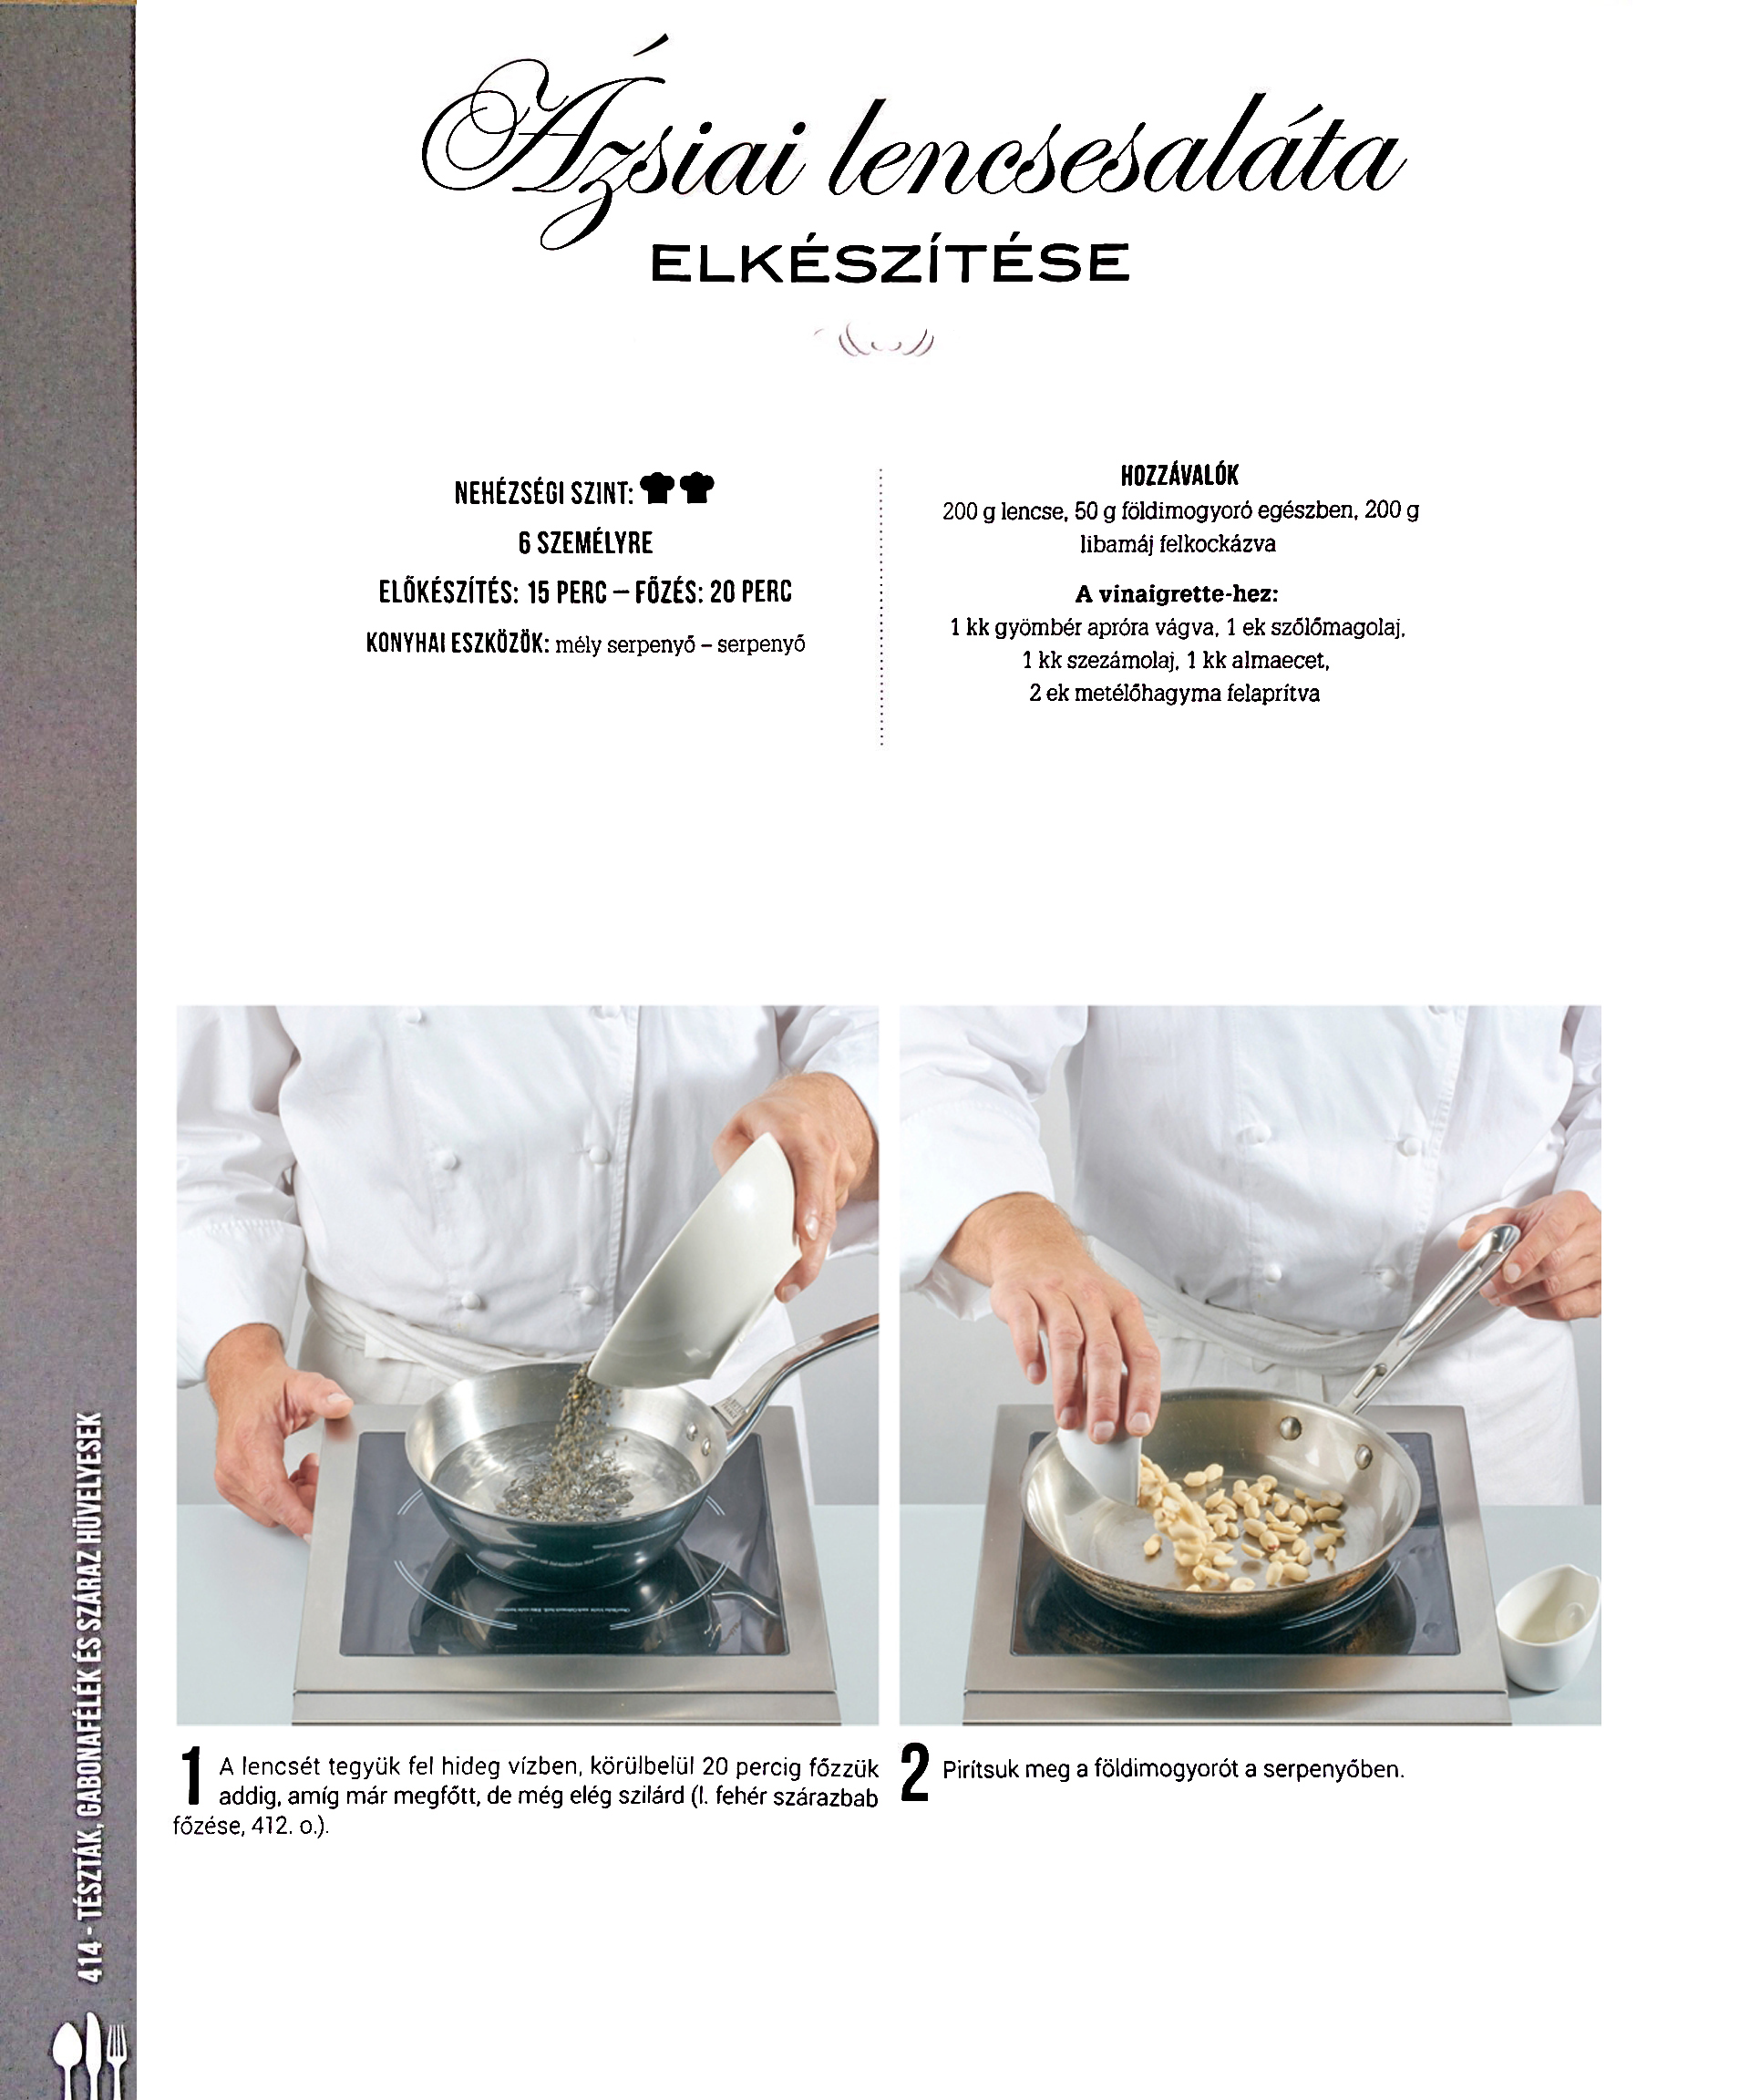 Ázsiai lencsesaláta
ELKÉSZÍTÉSE
NEHÉZSÉGI SZINT:
6 SZEMÉLYRE
ELŐKÉSZÍTÉS: 15 PERC – FŐZÉS: 20 PERC
KONYHAI ESZKÖZÖK: mély serpenyő – serpenyő
HOZZÁVALÓK
200 g lencse, 50 g földimogyoró egészben, 200 g
libamáj felkockázva
A vinaigrette-hez:
1 kk gyömbér apróra vágva, 1 ek szőlőmagolaj,
1 kk szezámolaj, 1 kk almaecet,
2 ek metélőhagyma felaprítva
1 A lencsét tegyük fel hideg vízben, körülbelül 20 percig főzzük
addig, amíg már megfőtt, de még elég szilárd (l. fehér szárazbab
főzése, 412. o.).
2 Pirítsuk meg a földimogyorót a serpenyőben.
414 - TÉSZTÁK, GABONAFÉLÉK ÉS SZÁRAZ HÜVELYESEK